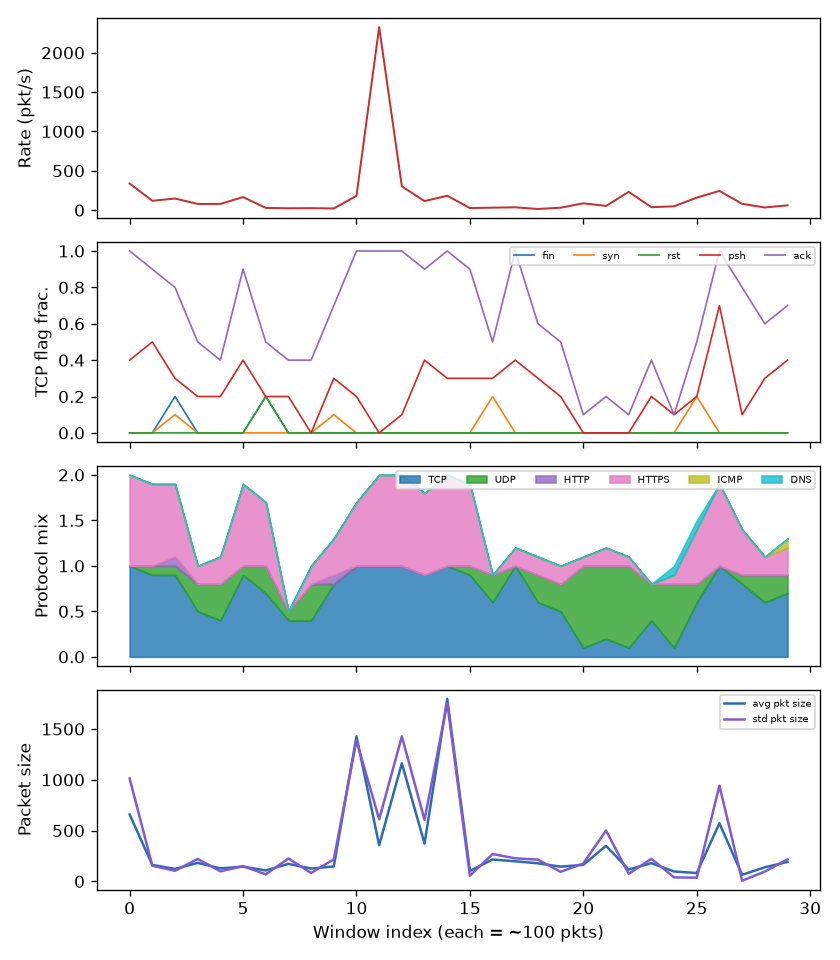 Rate (pkt/s)
2000
1500
1000
500
0
TCP flag frac.
1.0
0.8
0.6
0.4
0.2
0.0
fin syn rst psh ack
Protocol mix
2.0
1.5
1.0
0.5
0.0
TCP UDP HTTP HTTPS ICMP DNS
Packet size
1500
1000
500
0
avg pkt size
std pkt size
0 5 10 15 20 25 30
Window index (each = ~100 pkts)